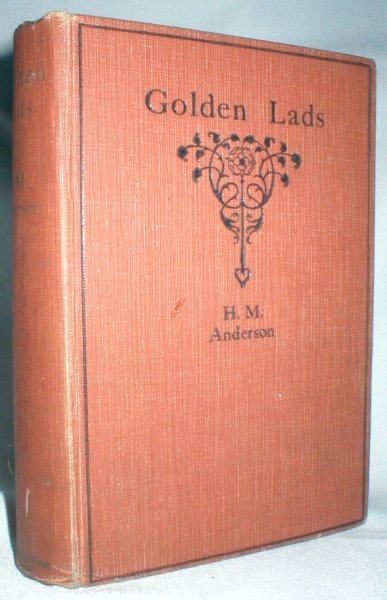 Golden Lads
H. M.
Anderson